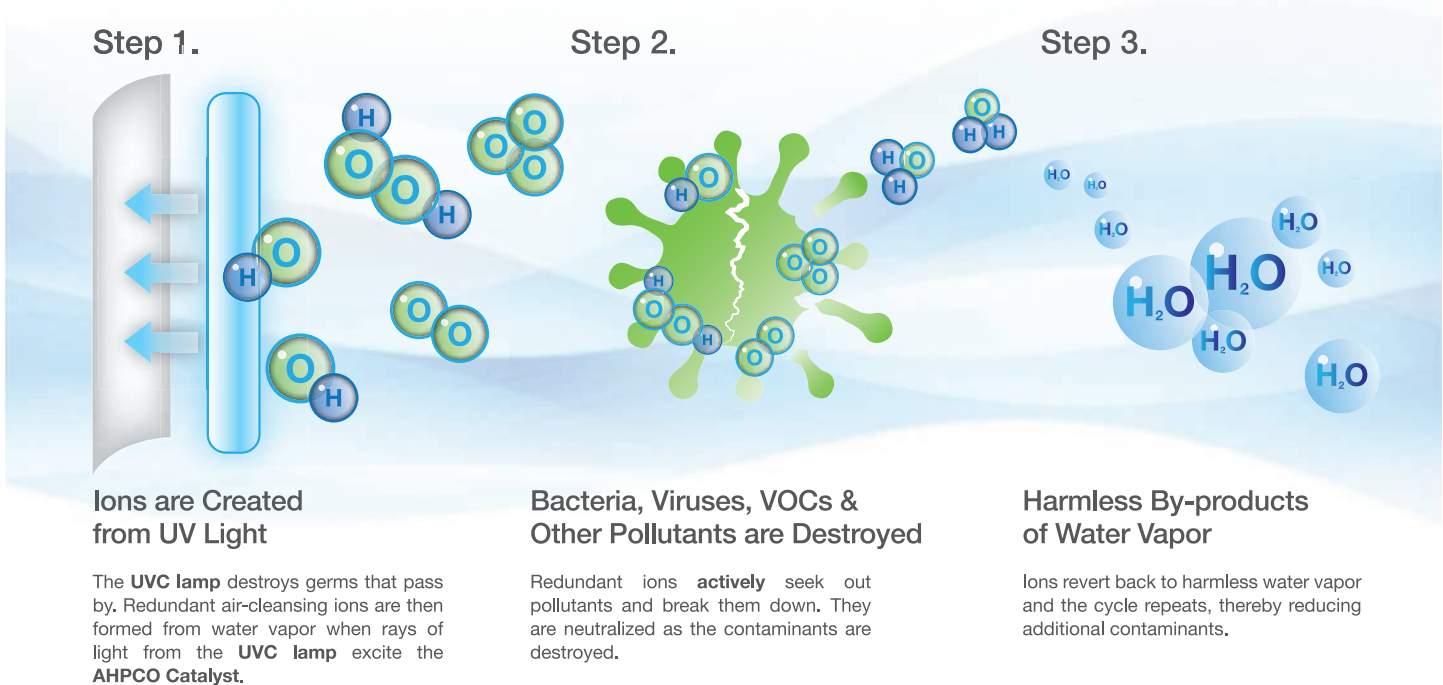 Step 1.
Step 2.
Step 3.
H
O
O
H
O
O
O
H
O
O
O
O
H
H
O
H
O
O
H
O
O
O
O
O
H
O
H
H
O
H
H
H₂O
H₂O
H₂O
H₂O
H₂O
H₂O
H₂O
H₂O
H₂O
Ions are Created
from UV Light
The UVC lamp destroys germs that pass
by. Redundant air-cleansing ions are then
formed from water vapor when rays of
light from the UVC lamp excite the
AHPCO Catalyst.
Bacteria, Viruses, VOCs &
Other Pollutants are Destroyed
Redundant ions actively seek out
pollutants and break them down. They
are neutralized as the contaminants are
destroyed.
Harmless By-products
of Water Vapor
Ions revert back to harmless water vapor
and the cycle repeats, thereby reducing
additional contaminants.